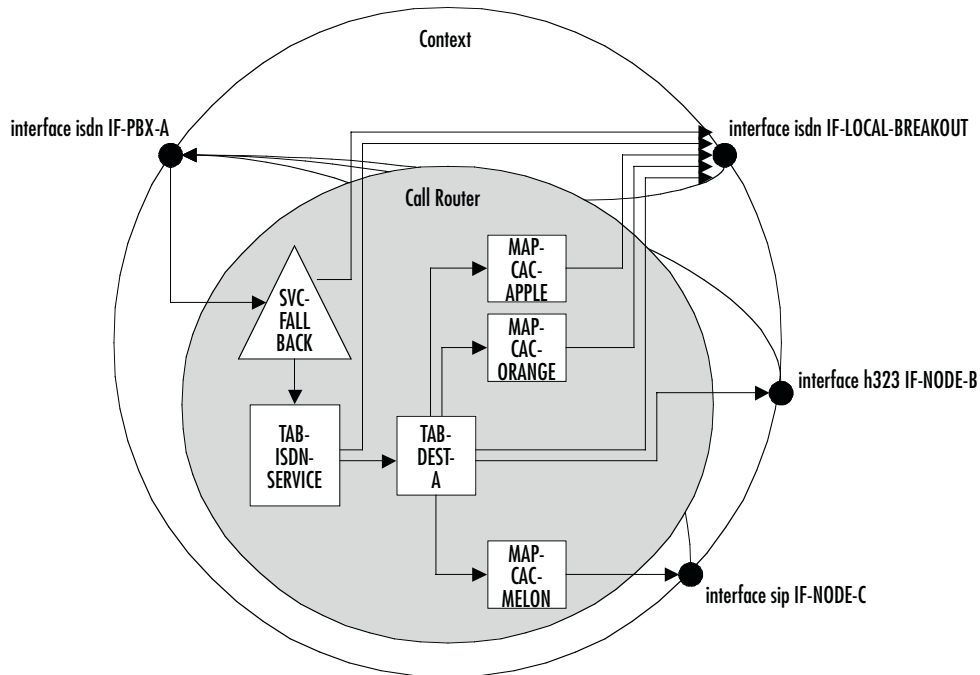 Context
interface isdn IF-PBX-A
interface isdn IF-LOCAL-BREAKOUT
Call Router
MAP-
CAC-
APPLE
SVC-
FALL
BACK
MAP-
CAC-
ORANGE
interface h323 IF-NODE-B
TAB-
ISDN-
SERVICE
TAB-
DEST-
A
MAP-
CAC-
MELON
interface sip IF-NODE-C